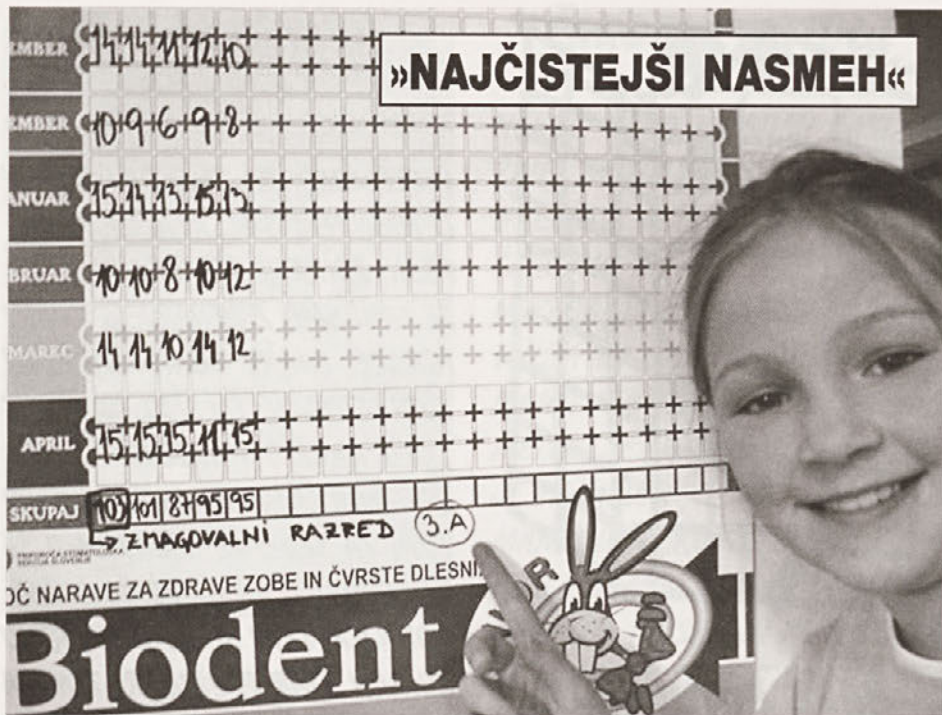 »NAJČISTEJŠI NASMEH«
EMBER 14 14 11 12 10
EMBER 10 9 6 9 8
ANUAR 15 14 13 15 13
BRUAR 10 10 8 10 12
MAREC 14 14 10 14 12
APRIL 15 15 15 11 15
SKUPAJ 103 101 87 95 95
ZMAGOVALNI RAZRED 3.A
OČ NARAVE ZA ZDRAVE ZOBE IN ČVRSTE DLESNI
Biodent